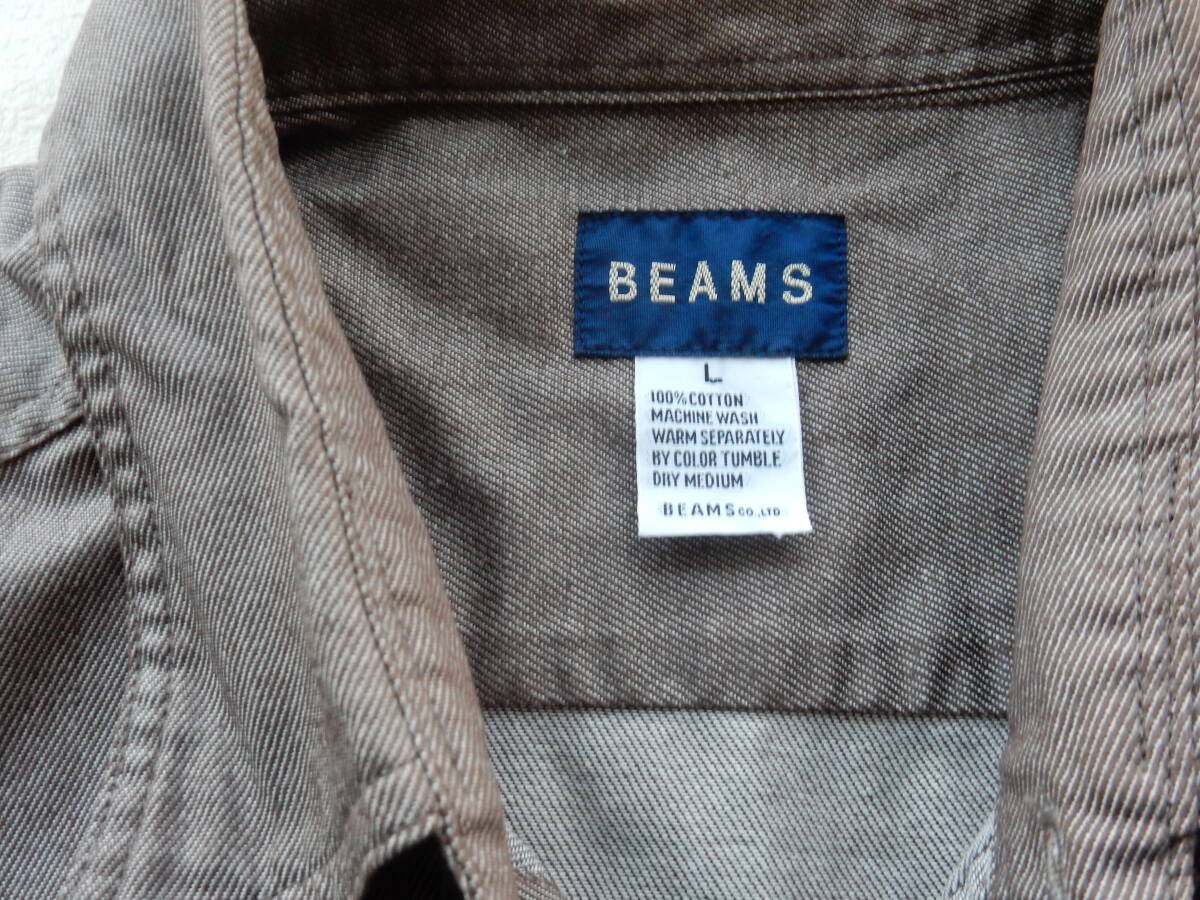 BEAMS
L
100% COTTON
MACHINE WASH
WARM SEPARATELY
BY COLOR TUMBLE
DRY MEDIUM
BEAMS CO.,LTD